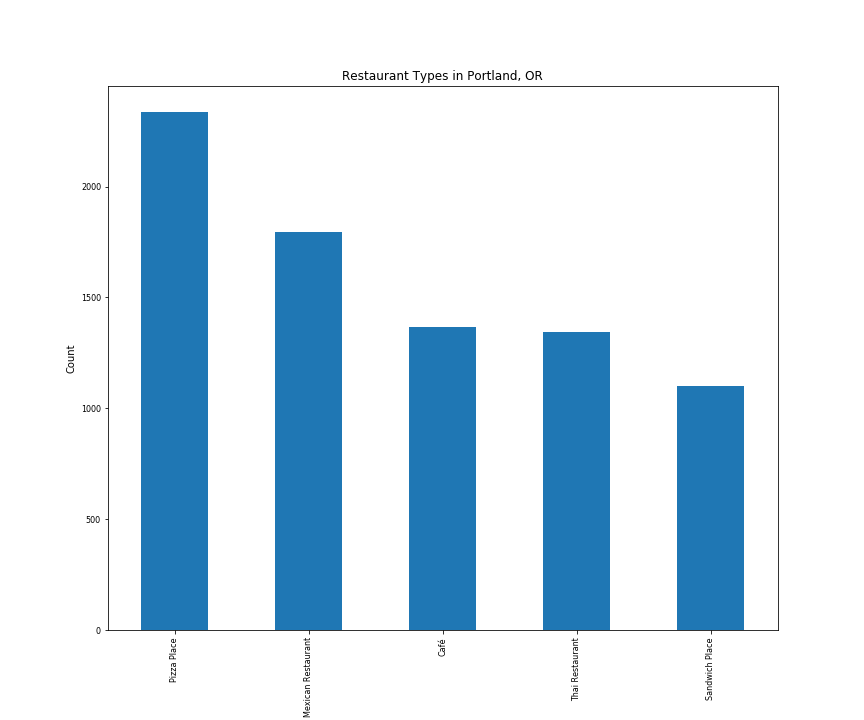 Restaurant Types in Portland, OR
Count
2000
1500
1000
500
0
Pizza Place
Mexican Restaurant
Café
Thai Restaurant
Sandwich Place